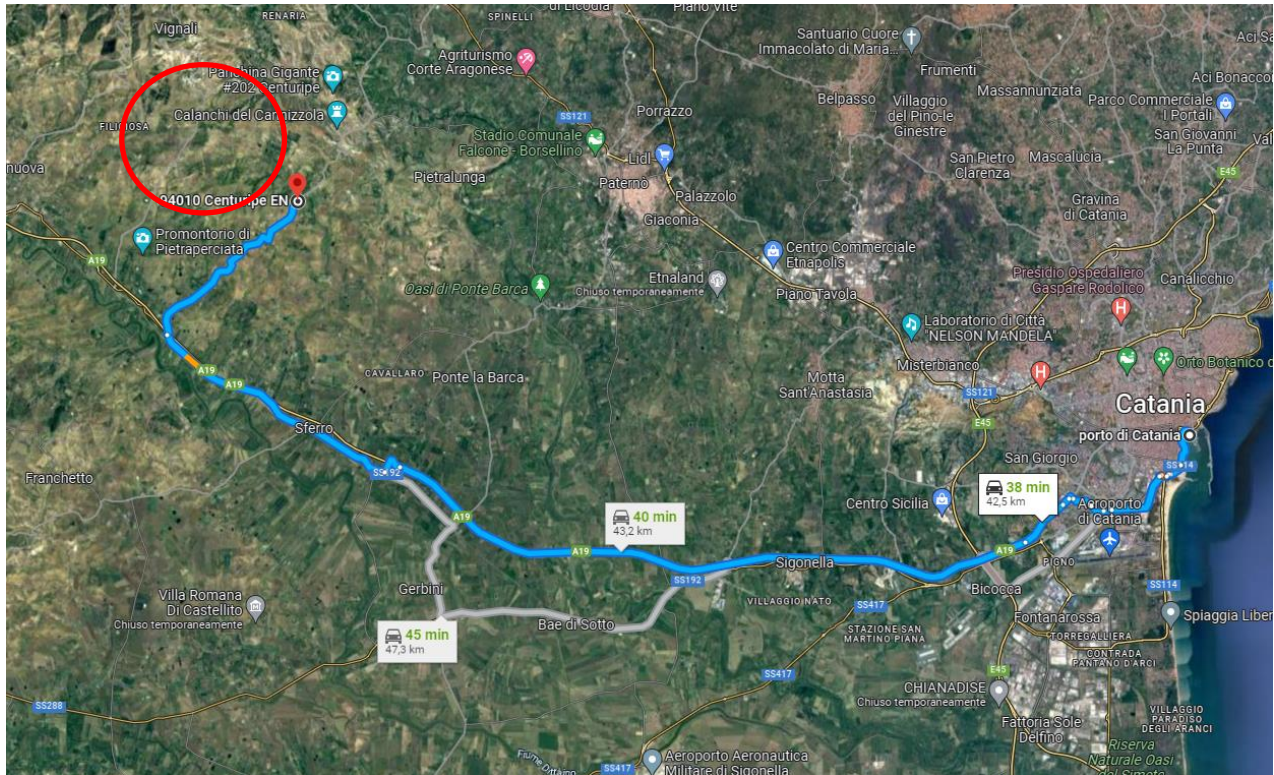 RENARIA
SPINELLI
di Licodia
Piano Vite
Vignali
Santuario Cuore
Immacolato di Maria...
Aci Sa
Agriturismo
Corte Aragonese
Frumenti
Panchina Gigante
#202 Centuripe
Massannunziata
Aci Bonaccor
Belpasso
Villaggio
del Pino-le
Ginestre
Parco Commerciale
I Portali
Calanchi del Cannizzola
SS121
Porrazzo
FILICIOSA
Stadio Comunale
Falcone - Borsellino
San Giovanni
La Punta
Lidl
San Pietro
Clarenza
Mascalucia
nuova
Pietralunga
Paternò
E45
Palazzolo
94010 Centuripe EN
Gravina
di Catania
Giaconia
Promontorio di
Pietraperciata
Centro Commerciale
Etnapolis
A19
Etnaland
Chiuso temporaneamente
Presidio Ospedaliero
Gaspare Rodolico
Canalicchio
Oasi di Ponte Barca
Piano Tavola
Laboratorio di Città
"NELSON MANDELA"
Orto Botanico d
Misterbianco
A19
A19
CAVALLARO
Ponte la Barca
Motta
Sant'Anastasia
SS121
Catania
E45
Sferro
porto di Catania
San Giorgio
SS192
SS114
Franchetto
38 min
42,5 km
Centro Sicilia
Aeroporto
di Catania
A19
40 min
43,2 km
A19
A19
Sigonella
PIGNO
SS192
Gerbini
Bicocca
SS114
Villa Romana
Di Castellito
Chiuso temporaneamente
VILLAGGIO NATO
SS417
Fontanarossa
Spiaggia Liber
45 min
47,3 km
Bae di Sotto
STAZIONE SAN
MARTINO PIANA
TORREGALLIERA
CONTRADA
PANTANO D'ARCI
SS417
E45
CHIANADISE
Chiuso temporaneamente
SS288
VILLAGGIO
PARADISO
DEGLI ARANCI
Fattoria Sole
Delfino
Riserva
Naturale Oasi
del Simeto
Fiume Dittaino
Aeroporto Aeronautica
Militare di Sigonella
SS417